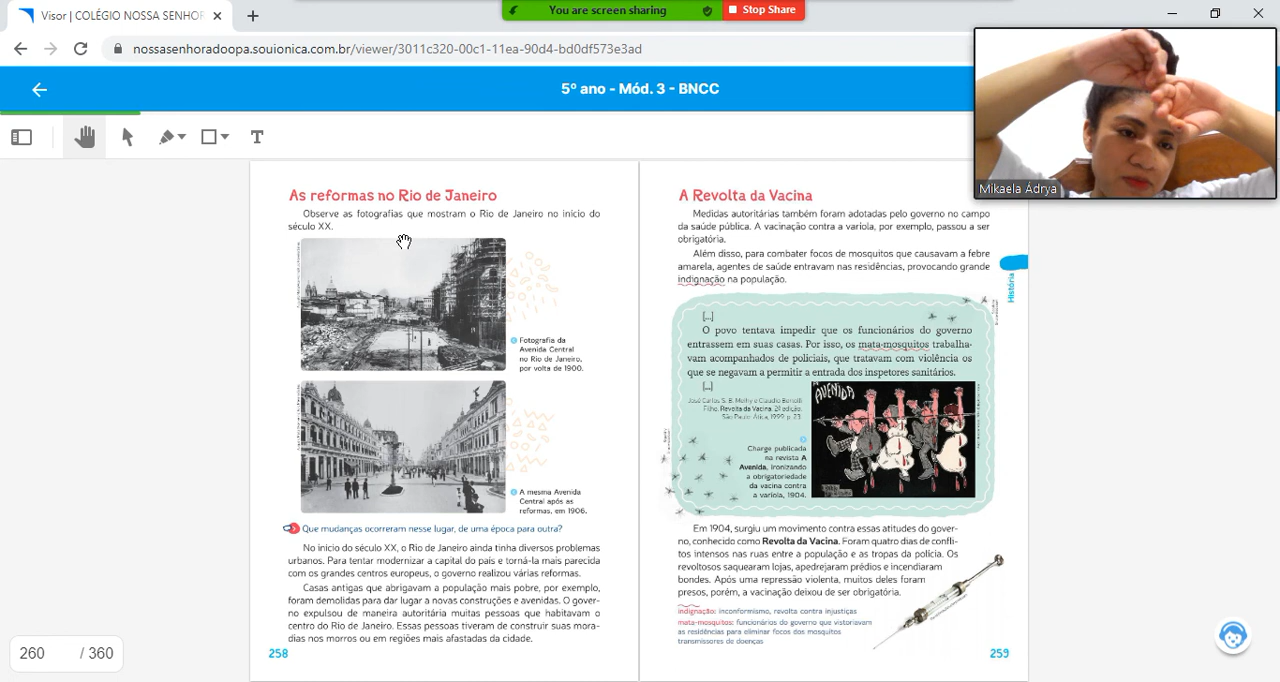 Visor | COLÉGIO NOSSA SENHOR
You are screen sharing
Stop Share
nossasenhoradoopa.souionica.com.br/viewer/3011c320-00c1-11ea-90d4-bd0df573e3ad
5º ano - Mód. 3 - BNCC
T
Mikaela Ádrya
As reformas no Rio de Janeiro
Observe as fotografias que mostram o Rio de Janeiro no início do
século XX.
Fotografia da
Avenida Central
no Rio de Janeiro,
por volta de 1900.
A mesma Avenida
Central após as
reformas, em 1906.
Que mudanças ocorreram nesse lugar, de uma época para outra?
No início do século XX, o Rio de Janeiro ainda tinha diversos problemas
urbanos. Para tentar modernizar a capital do país e torná-la mais parecida
com os grandes centros europeus, o governo realizou várias reformas.
Casas antigas que abrigavam a população mais pobre, por exemplo,
foram demolidas para dar lugar a novas construções e avenidas. O gover-
no expulsou de maneira autoritária muitas pessoas que habitavam o
centro do Rio de Janeiro. Essas pessoas tiveram de construir suas mora-
dias nos morros ou em regiões mais afastadas da cidade.
258
A Revolta da Vacina
Medidas autoritárias também foram adotadas pelo governo no campo
da saúde pública. A vacinação contra a varíola, por exemplo, passou a ser
obrigatória.
Além disso, para combater focos de mosquitos que causavam a febre
amarela, agentes de saúde entravam nas residências, provocando grande
indignação na população.
História
[...]
O povo tentava impedir que os funcionários do governo
entrassem em suas casas. Por isso, os mata-mosquitos trabalha-
vam acompanhados de policiais, que tratavam com violência os
que se negavam a permitir a entrada dos inspetores sanitários.
[...]
José Carlos S. B. Meihy e Claudio Bertolli
Filho. Revolta da Vacina. 2ª edição.
São Paulo: Ática, 1999. p. 23.
A AVENIDA
Charge publicada
na revista A
Avenida, ironizando
a obrigatoriedade
da vacina contra
a varíola, 1904.
Em 1904, surgiu um movimento contra essas atitudes do gover-
no, conhecido como Revolta da Vacina. Foram quatro dias de confli-
tos intensos nas ruas entre a população e as tropas da polícia. Os
revoltosos saquearam lojas, apedrejaram prédios e incendiaram
bondes. Após uma repressão violenta, muitos deles foram
presos, porém, a vacinação deixou de ser obrigatória.
indignação: inconformismo, revolta contra injustiças
mata-mosquitos: funcionários do governo que vistoriavam
as residências para eliminar focos dos mosquitos
transmissores de doenças
259
260 / 360